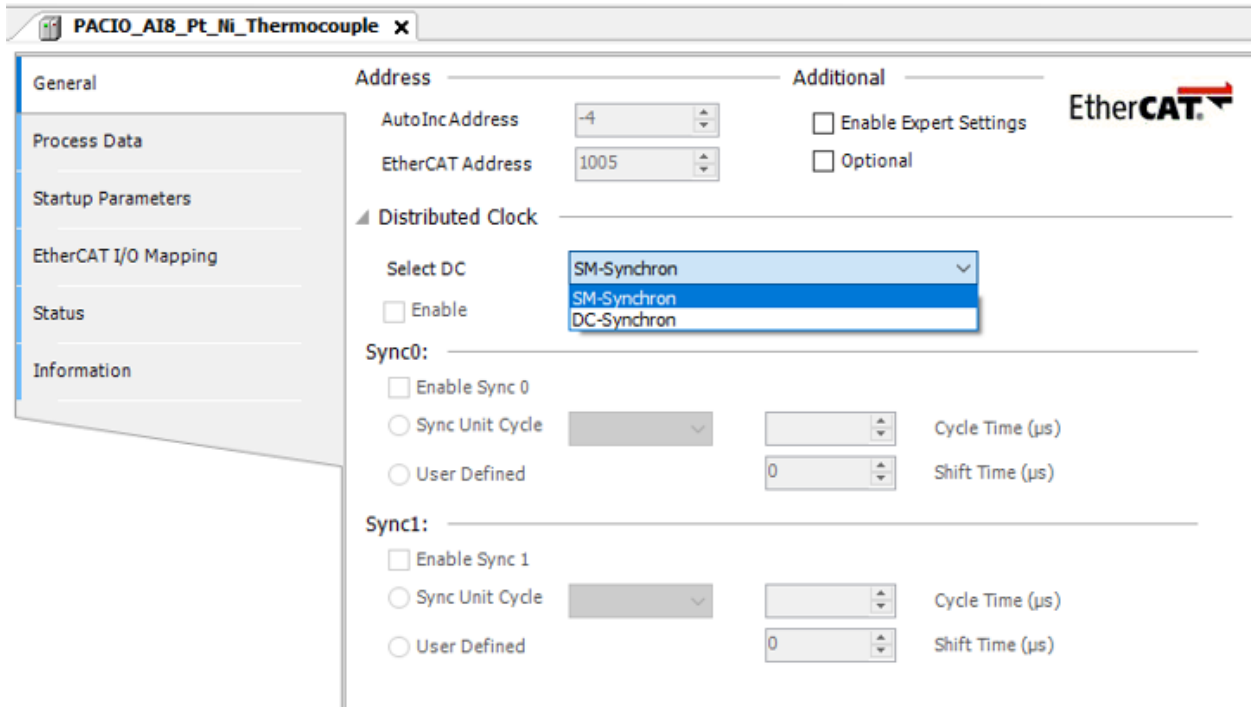 PACIO_AI8_Pt_Ni_Thermocouple
General
Process Data
Startup Parameters
EtherCAT I/O Mapping
Status
Information
Address
AutoInc Address
-4
EtherCAT Address
1005
Additional
Enable Expert Settings
Optional
EtherCAT.
Distributed Clock
Select DC
SM-Synchron
SM-Synchron
DC-Synchron
Enable
Sync0:
Enable Sync 0
Sync Unit Cycle
Cycle Time (µs)
User Defined
0
Shift Time (µs)
Sync1:
Enable Sync 1
Sync Unit Cycle
Cycle Time (µs)
User Defined
0
Shift Time (µs)